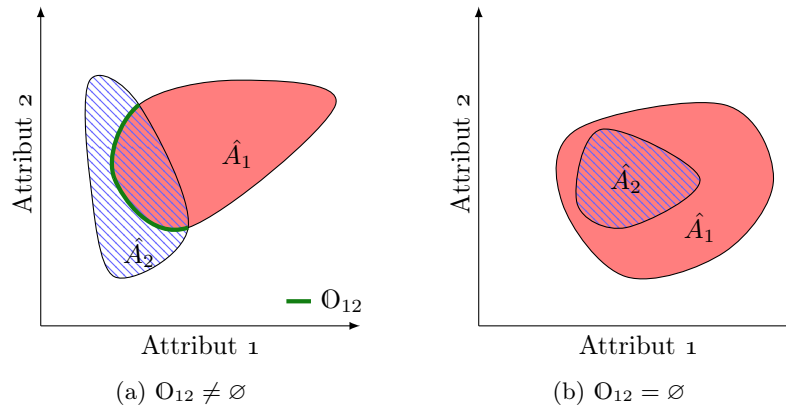 Attribut 2
Â₁
Â₂
𝕆₁₂
Attribut 1
(a) 𝕆₁₂ ≠ ∅
Attribut 2
Â₂
Â₁
Attribut 1
(b) 𝕆₁₂ = ∅